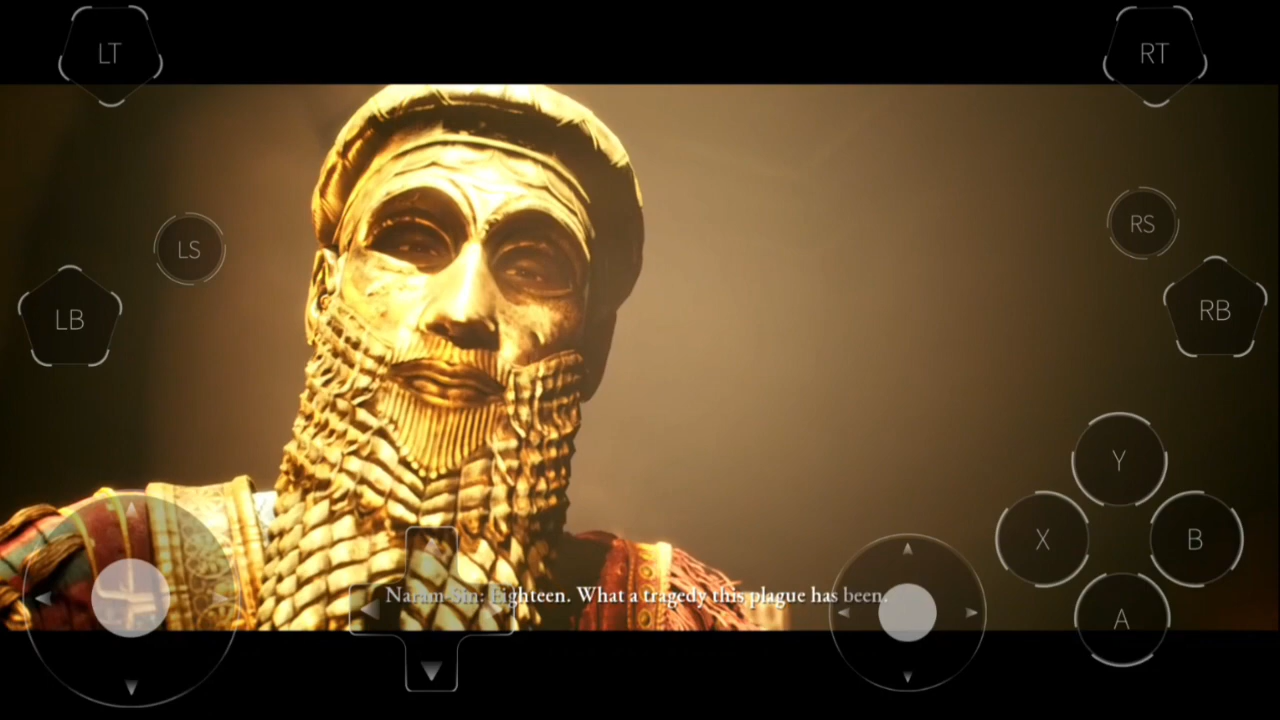 LT
RT
LS
RS
LB
RB
Y
X
B
Naram-Sin: Eighteen. What a tragedy this plague has been.
A